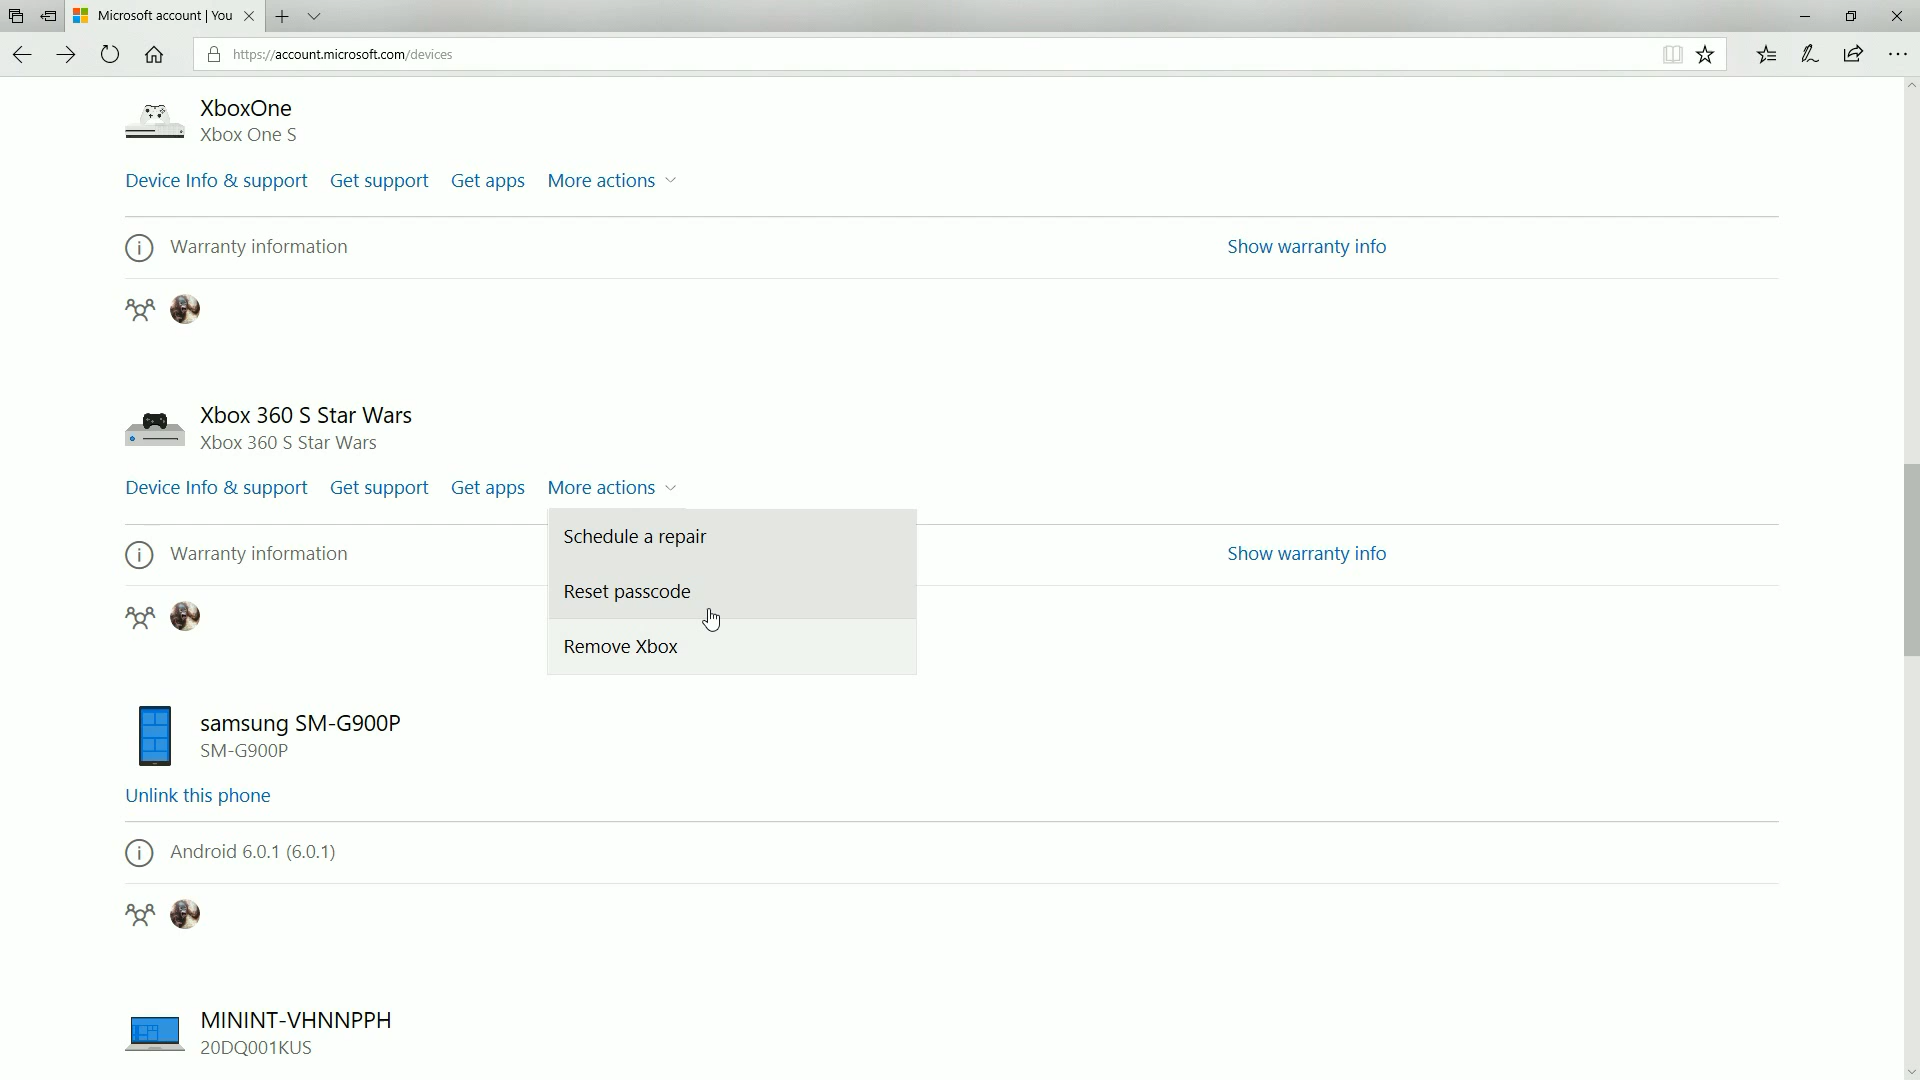 Microsoft account | You
https://account.microsoft.com/devices
XboxOne
Xbox One S
Device Info & support Get support Get apps More actions
Warranty information Show warranty info
Xbox 360 S Star Wars
Xbox 360 S Star Wars
Device Info & support Get support Get apps More actions
Schedule a repair
Warranty information Show warranty info
Reset passcode
Remove Xbox
samsung SM-G900P
SM-G900P
Unlink this phone
Android 6.0.1 (6.0.1)
MININT-VHNNPPH
20DQ001KUS